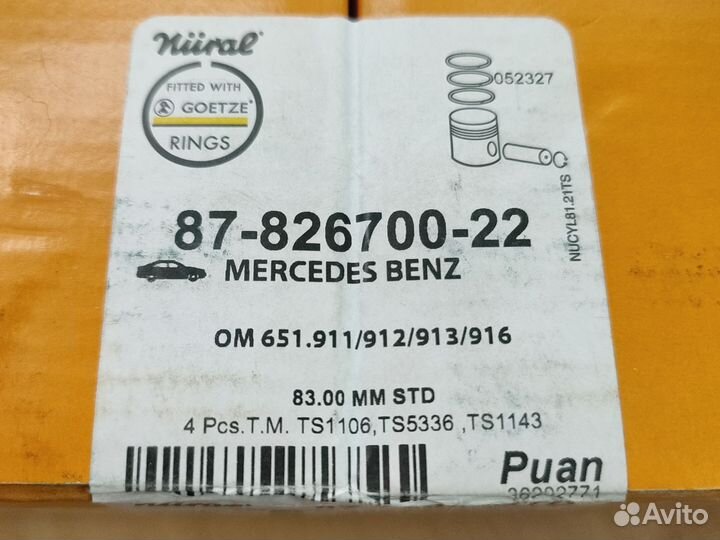 Nüral®
FITTED WITH
GOETZE®
RINGS
052327
NUCYL81.21TS
87-826700-22
MERCEDES BENZ
OM 651.911/912/913/916
83.00 MM STD
4 Pcs.T.M. TS1106,TS5336 ,TS1143
Puan
36202771
Avito